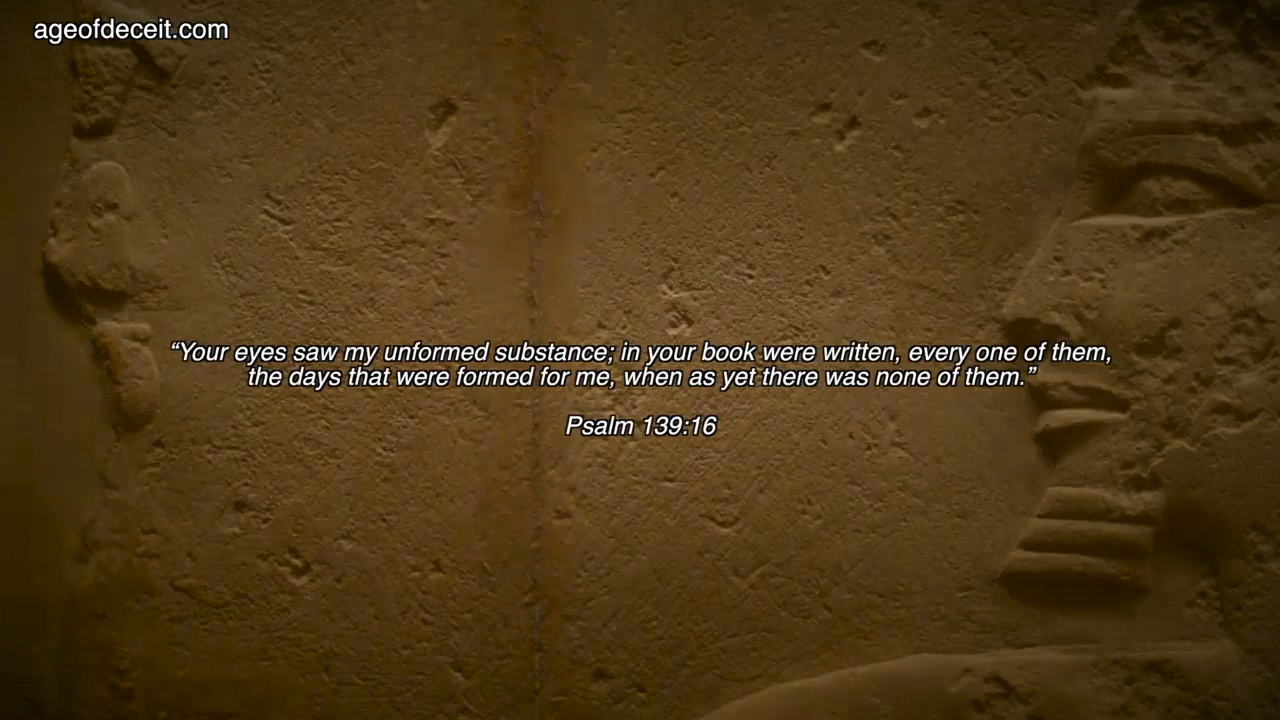 ageofdeceit.com
“Your eyes saw my unformed substance; in your book were written, every one of them,
the days that were formed for me, when as yet there was none of them.”
Psalm 139:16